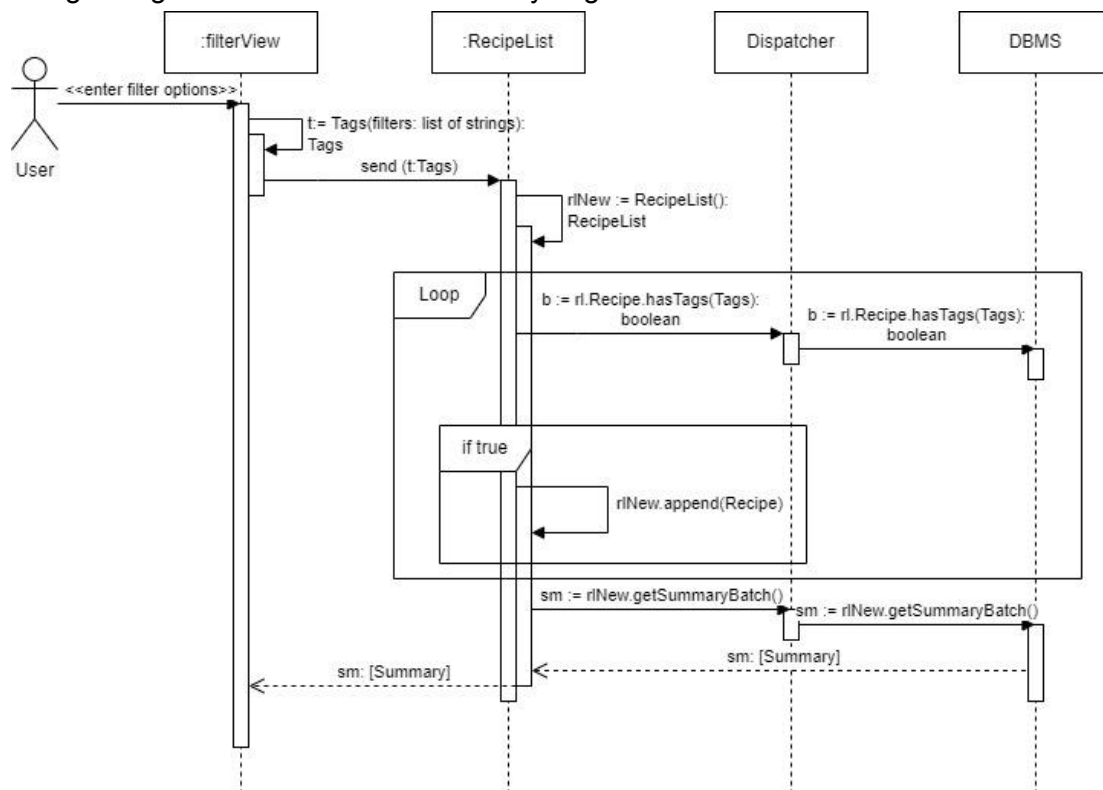 :filterView
:RecipeList
Dispatcher
DBMS
<<enter filter options>>
User
t:= Tags(filters: list of strings):
Tags
send (t:Tags)
rlNew := RecipeList():
RecipeList
Loop
b := rl.Recipe.hasTags(Tags):
boolean
b := rl.Recipe.hasTags(Tags):
boolean
if true
rlNew.append(Recipe)
sm := rlNew.getSummaryBatch()
sm := rlNew.getSummaryBatch()
sm: [Summary]
sm: [Summary]